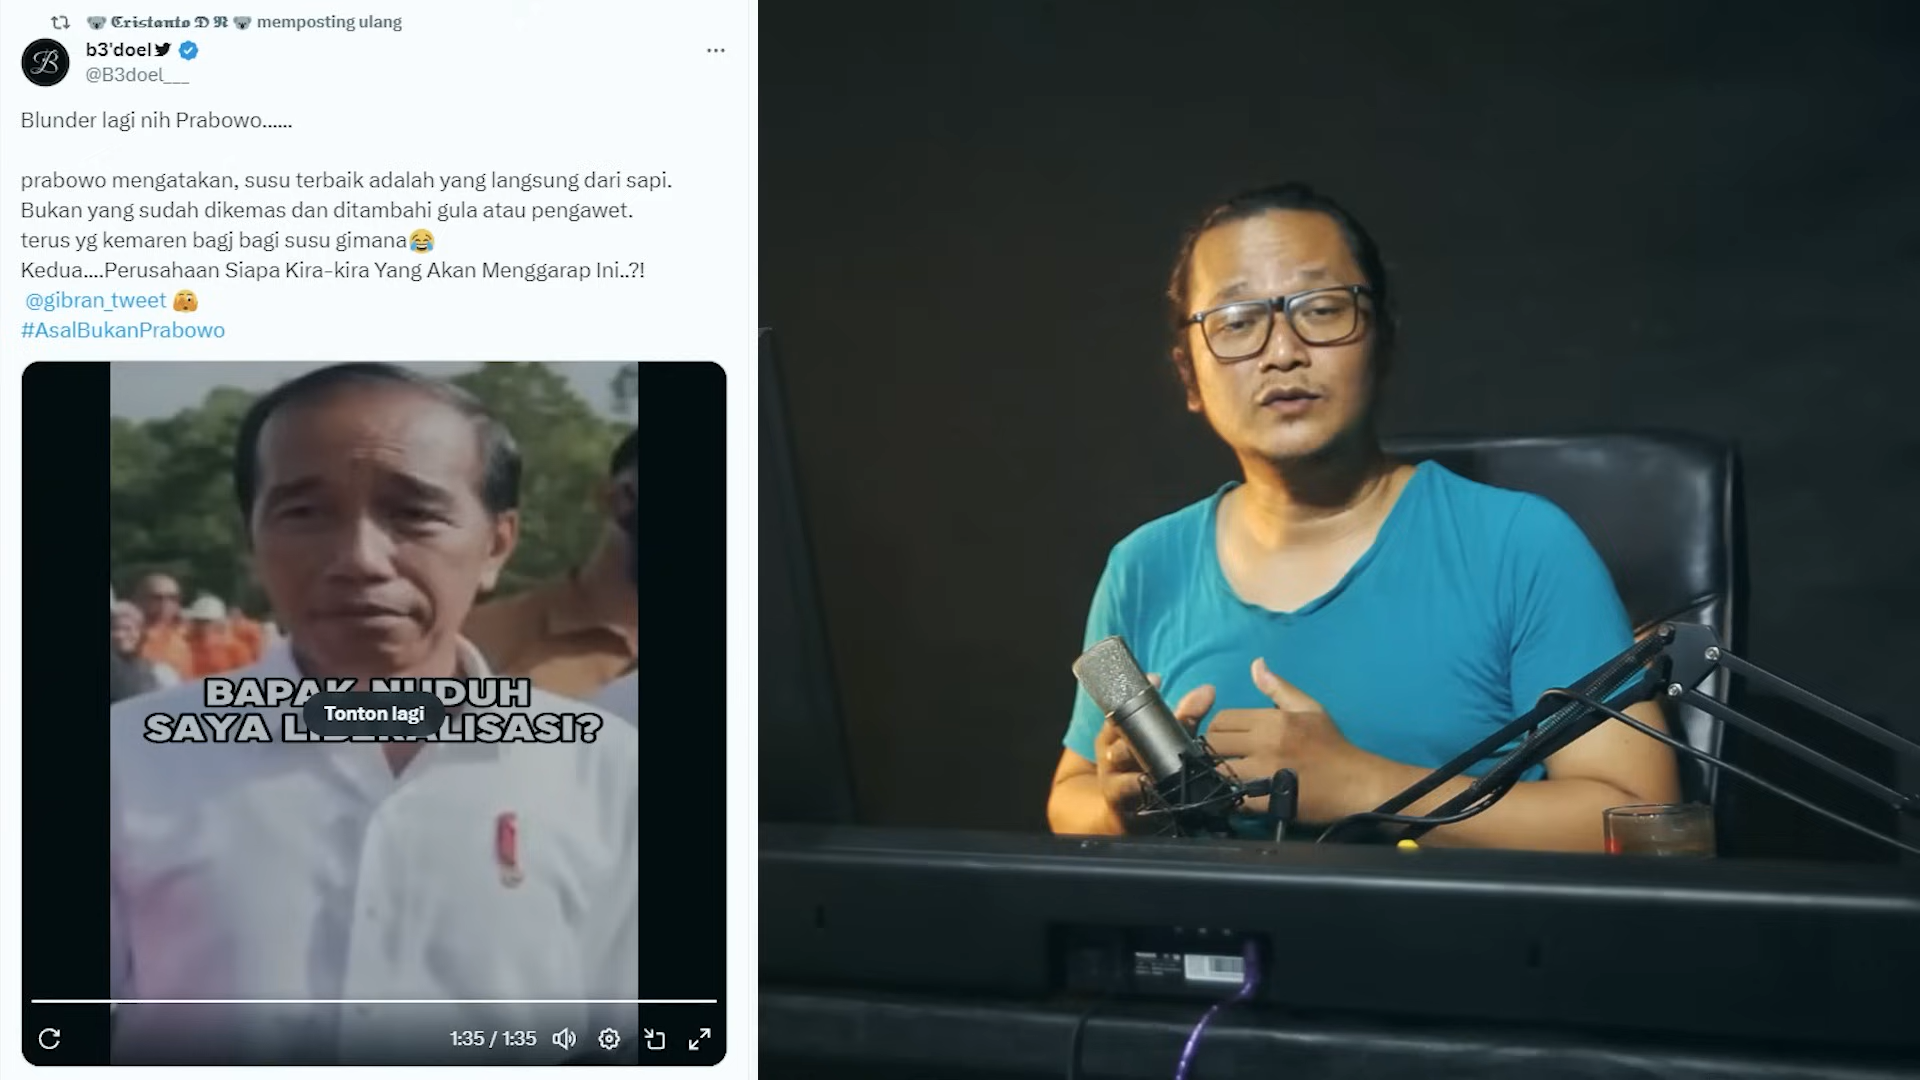 🐨 𝕮𝖗𝖎𝖘𝖙𝖆𝖓𝖙𝖔 𝕯 𝕽 🐨 memposting ulang
b3'doel
@B3doel___
Blunder lagi nih Prabowo......
prabowo mengatakan, susu terbaik adalah yang langsung dari sapi.
Bukan yang sudah dikemas dan ditambahi gula atau pengawet.
terus yg kemaren bagj bagi susu gimana😂
Kedua....Perusahaan Siapa Kira-kira Yang Akan Menggarap Ini..?!
@gibran_tweet 🫣
#AsalBukanPrabowo
BAPAK NUDUH
SAYA LIBERALISASI?
Tonton lagi
1:35 / 1:35